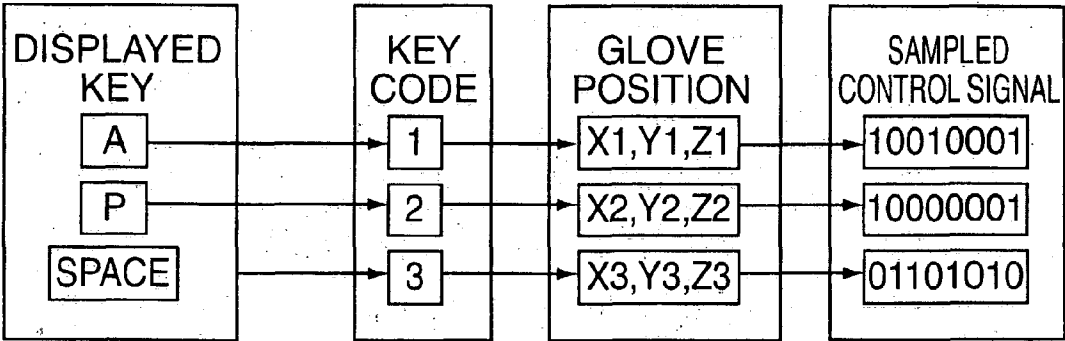 DISPLAYED KEY
A
P
SPACE
KEY CODE
1
2
3
GLOVE POSITION
X1,Y1,Z1
X2,Y2,Z2
X3,Y3,Z3
SAMPLED CONTROL SIGNAL
10010001
10000001
01101010